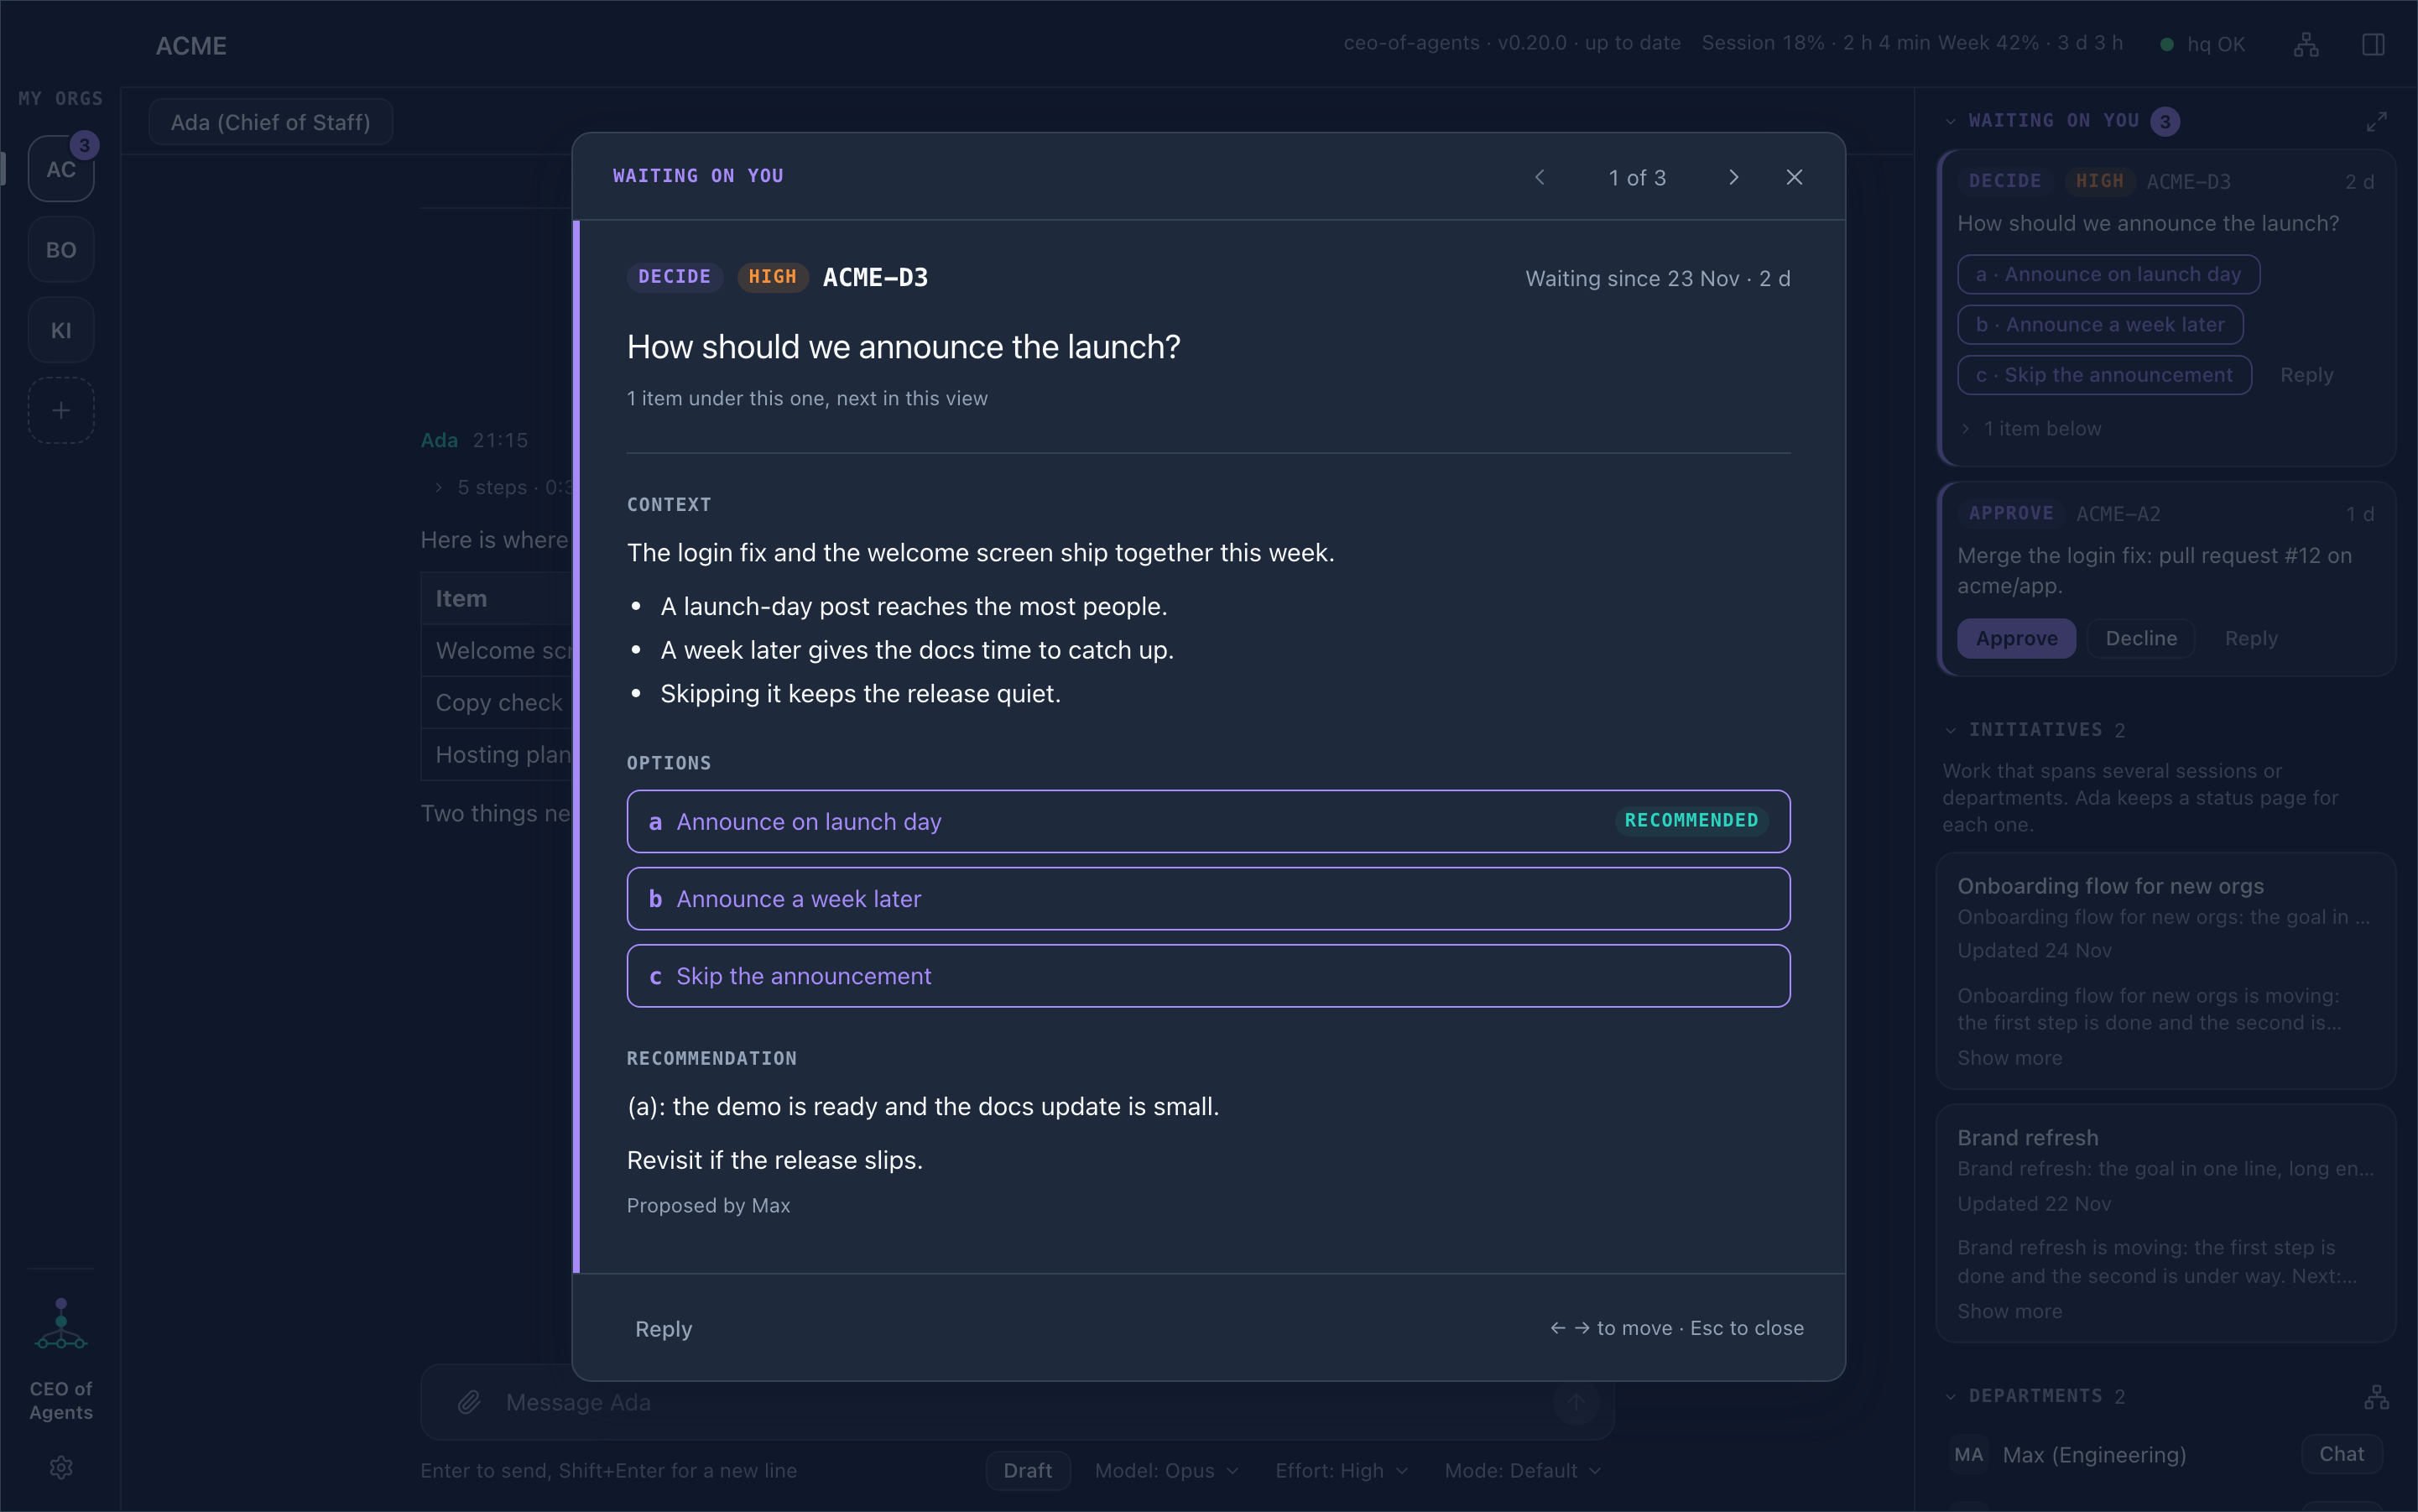 ACME
ceo-of-agents · v0.20.0 · up to date Session 18% · 2 h 4 min Week 42% · 3 d 3 h
hq OK
MY ORGS
AC
3
BO
KI
CEO of
Agents
Ada (Chief of Staff)
Ada 21:15
5 steps ·
Here is where
Item
Welcome
Copy check
Hosting plan
Two things
Message Ada
Enter to send, Shift+Enter for a new line
Draft
Model: Opus
Effort: High
Mode: Default
WAITING ON YOU
1 of 3
DECIDE HIGH ACME-D3
Waiting since 23 Nov · 2 d
How should we announce the launch?
1 item under this one, next in this view
CONTEXT
The login fix and the welcome screen ship together this week.
• A launch-day post reaches the most people.
• A week later gives the docs time to catch up.
• Skipping it keeps the release quiet.
OPTIONS
a Announce on launch day RECOMMENDED
b Announce a week later
c Skip the announcement
RECOMMENDATION
(a): the demo is ready and the docs update is small.
Revisit if the release slips.
Proposed by Max
Reply
← → to move · Esc to close
WAITING ON YOU 3
DECIDE HIGH ACME-D3 2 d
How should we announce the launch?
a · Announce on launch day
b · Announce a week later
c · Skip the announcement Reply
1 item below
APPROVE ACME-A2 1 d
Merge the login fix: pull request #12 on
acme/app.
Approve Decline Reply
INITIATIVES 2
Work that spans several sessions or
departments. Ada keeps a status page for
each one.
Onboarding flow for new orgs
Onboarding flow for new orgs: the goal in ...
Updated 24 Nov
Onboarding flow for new orgs is moving:
the first step is done and the second is...
Show more
Brand refresh
Brand refresh: the goal in one line, long en...
Updated 22 Nov
Brand refresh is moving: the first step is
done and the second is under way. Next:...
Show more
DEPARTMENTS 2
MA Max (Engineering) Chat